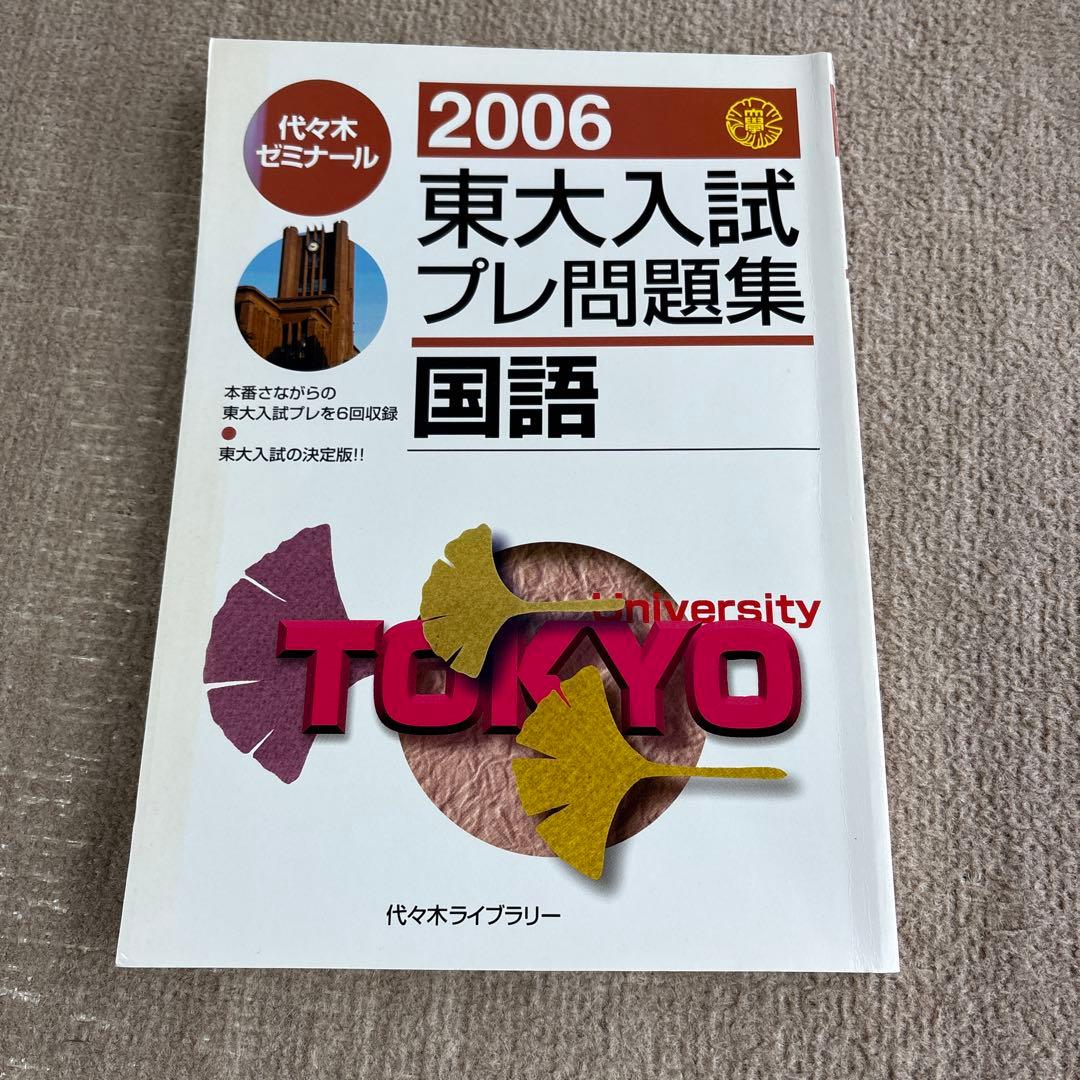 代々木
ゼミナール
2006
大學
東大入試
プレ問題集
国語
本番さながらの
東大入試プレを6回収録
東大入試の決定版!!
University
TOKYO
代々木ライブラリー